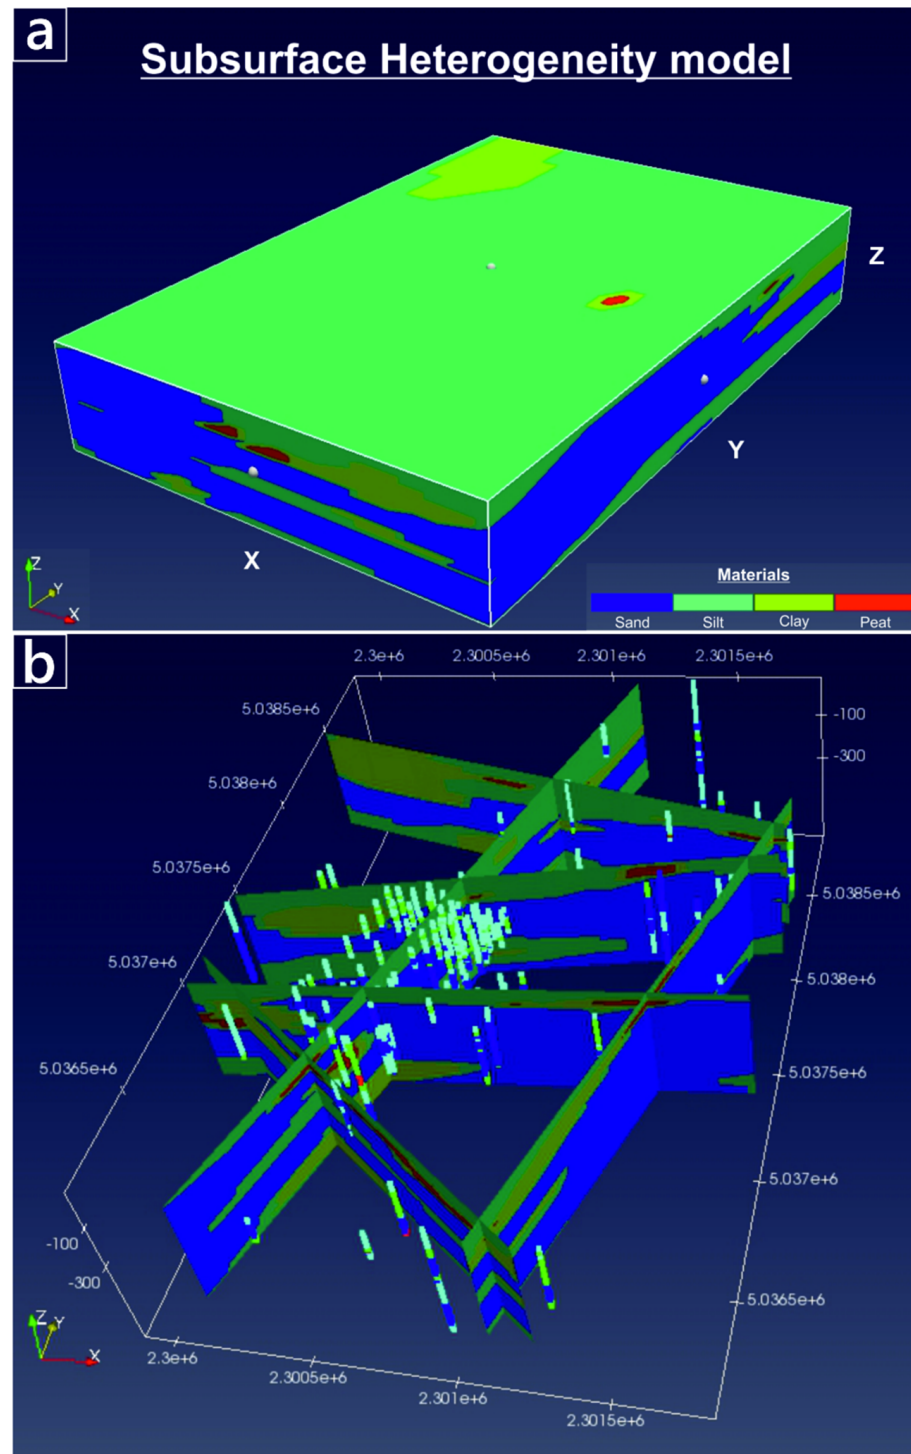 a
Subsurface Heterogeneity model
Z
Y
X
Z
Y
X
Materials
Sand Silt Clay Peat
b
2.3e+6 2.3005e+6 2.301e+6 2.3015e+6
5.0385e+6
-100
-300
5.038e+6
5.0375e+6
5.0385e+6
5.037e+6
5.038e+6
5.0365e+6
5.0375e+6
5.037e+6
-100
-300
5.0365e+6
Z
Y
X
2.3e+6
2.3005e+6
2.301e+6
2.3015e+6